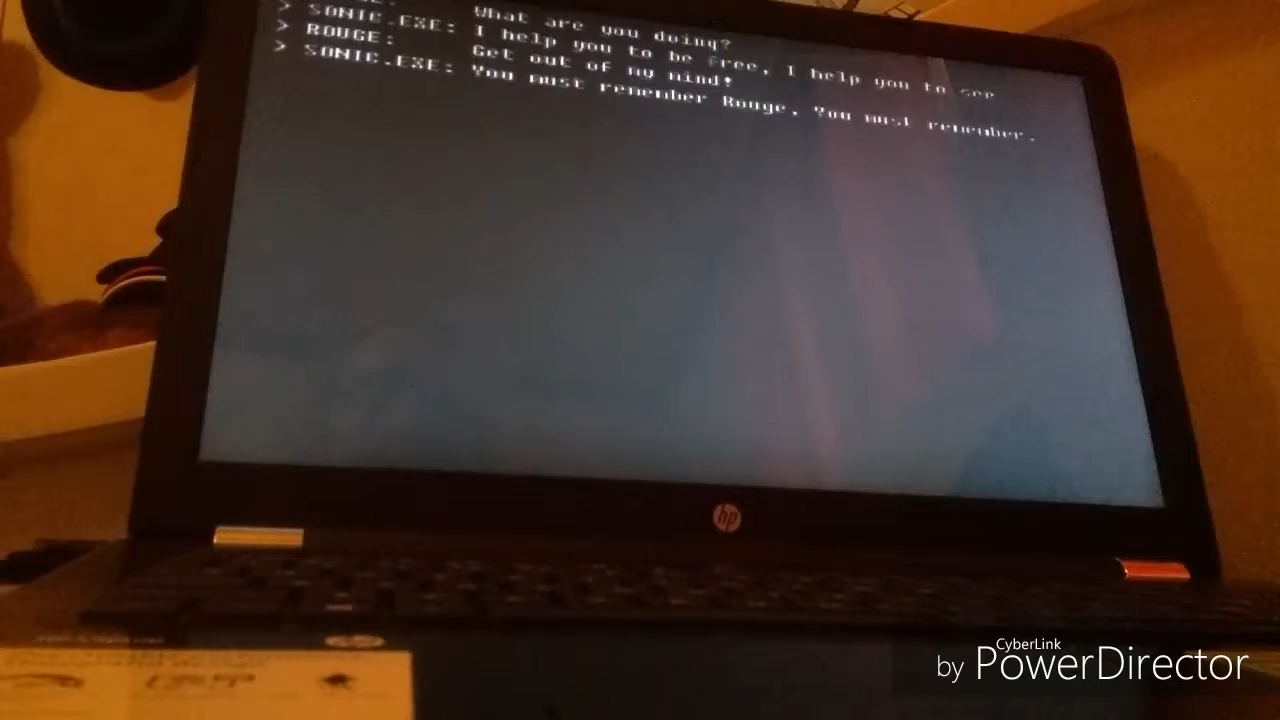 What are you doing?
> SONIC.EXE: I help you to be free, I help you to see
> ROUGE: Get out of my mind!
> SONIC.EXE: You must remember Rouge. You must remember.
hp
CyberLink
by PowerDirector